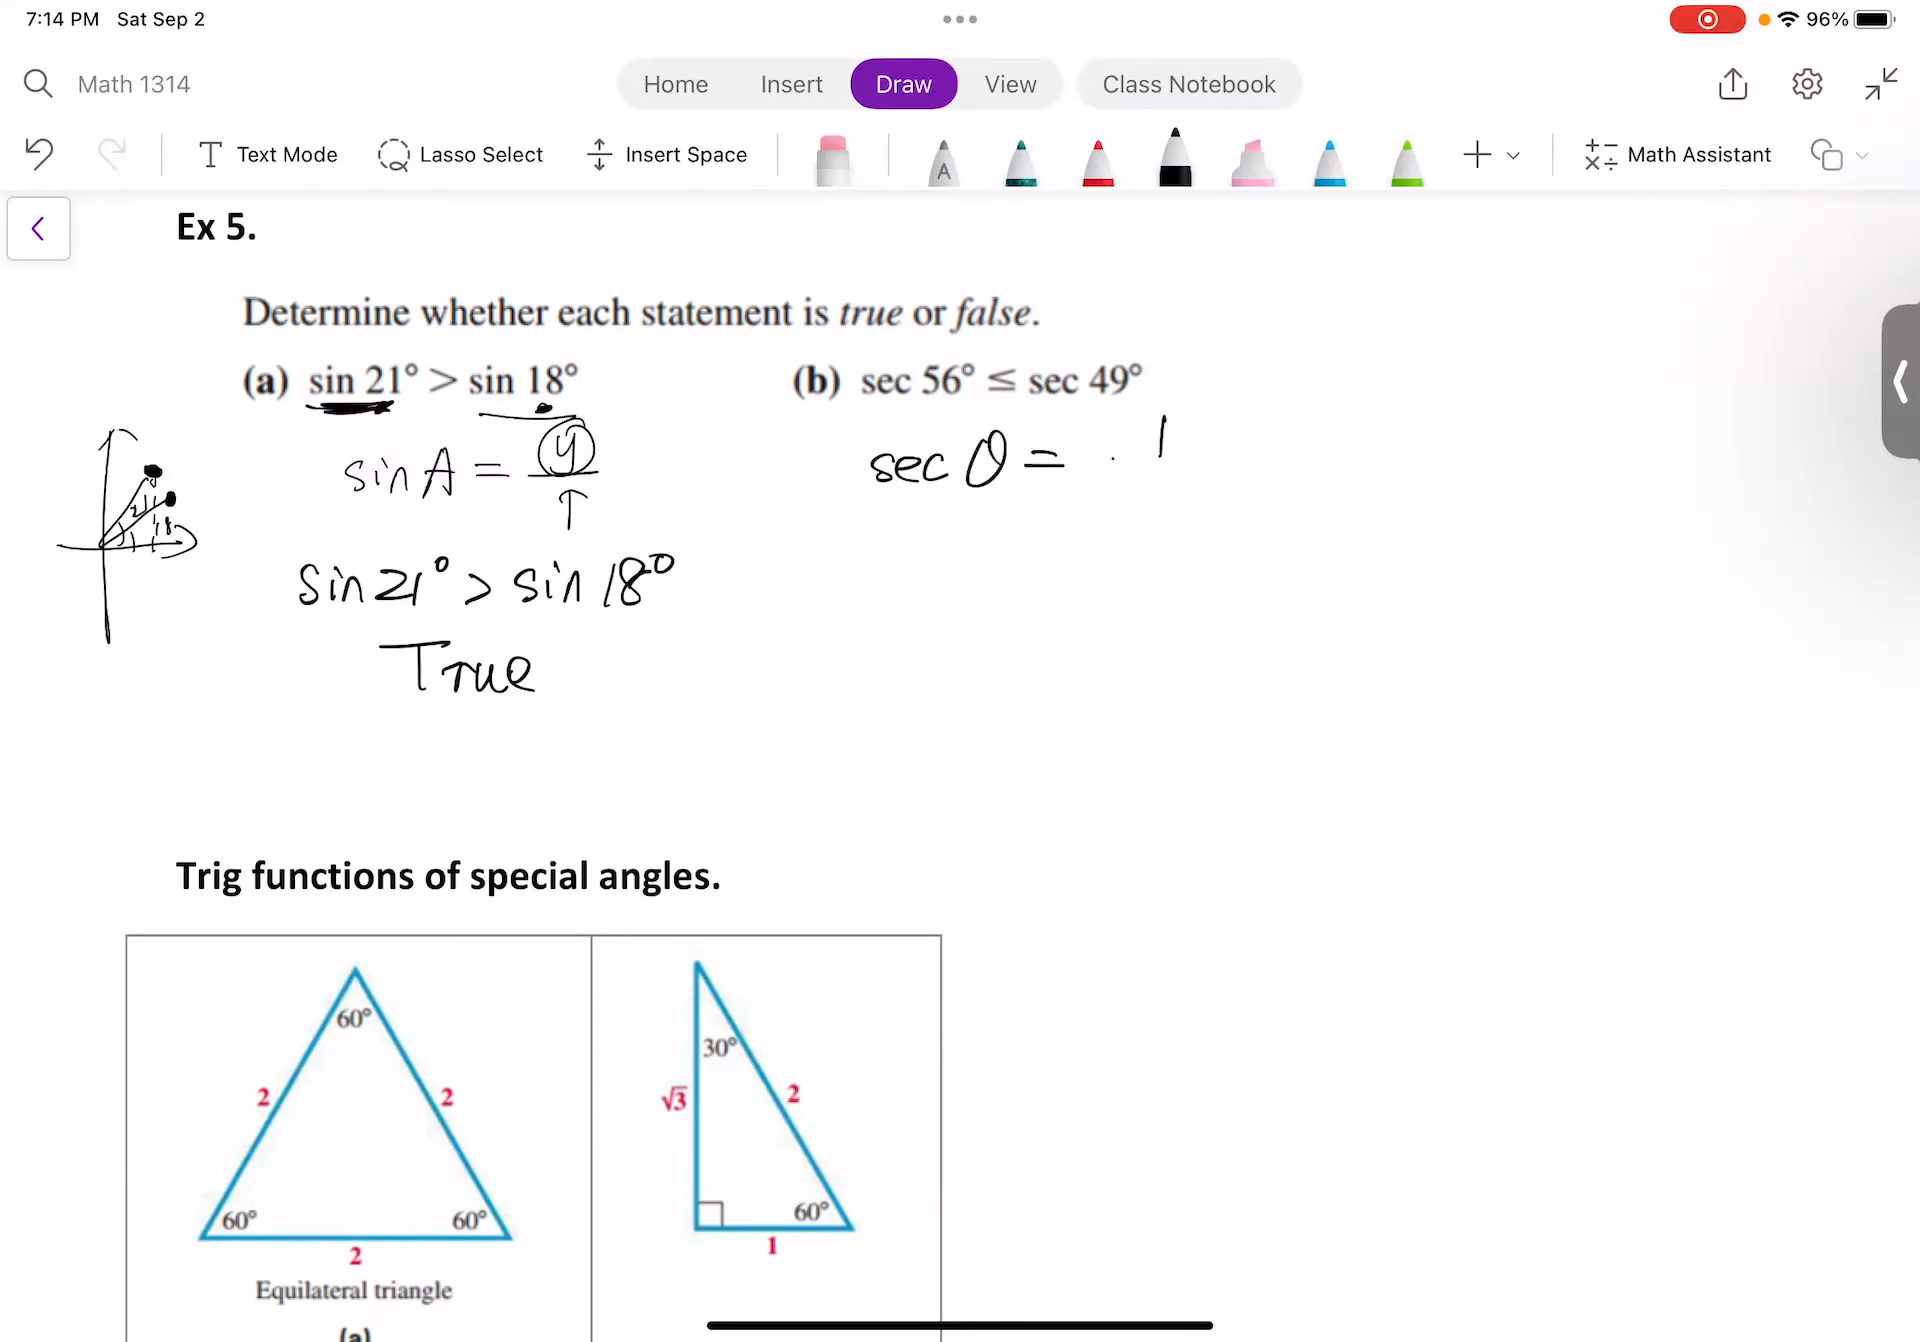 7:14 PM Sat Sep 2
96%
Math 1314
Home Insert Draw View Class Notebook
Text Mode Lasso Select Insert Space A Math Assistant
Ex 5.
Determine whether each statement is true or false.
(a) sin 21° > sin 18° (b) sec 56° ≤ sec 49°
sin A = y
r
sec θ = 1
21
18
sin 21° > sin 18°
True
Trig functions of special angles.
60°
30°
2 2
√3 2
60° 60°
60°
2
1
Equilateral triangle
(a)